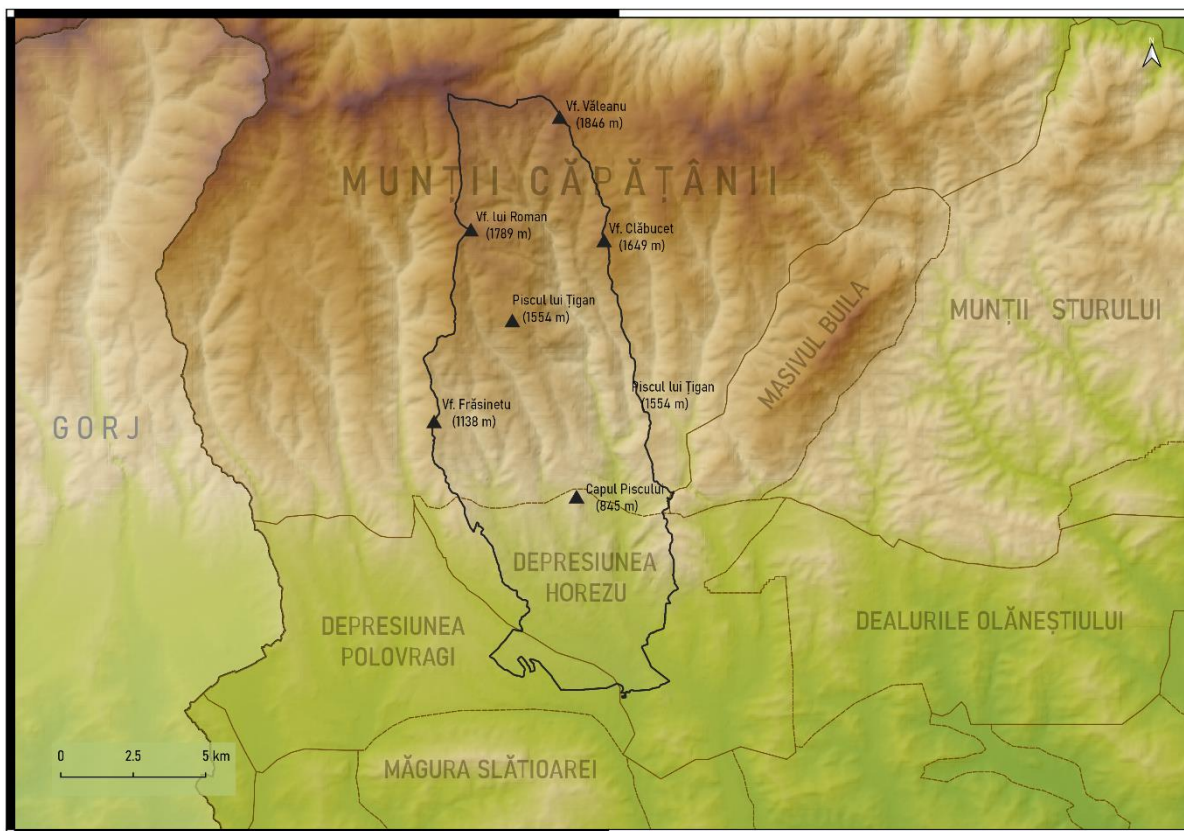 N
Vf. Văleanu
(1846 m)
MUNȚII CĂPĂȚÂNII
Vf. lui Roman
(1789 m)
Vf. Clăbucet
(1649 m)
Piscul lui Țigan
(1554 m)
MASIVUL BUILA
MUNȚII STURULUI
Piscul lui Țigan
(1554 m)
Vf. Frăsinetu
(1138 m)
GORJ
Capul Piscului
(845 m)
DEPRESIUNEA
HOREZU
DEPRESIUNEA
POLOVRAGI
DEALURILE OLĂNEȘTIULUI
MĂGURA SLĂTIOAREI
0 2.5 5 km